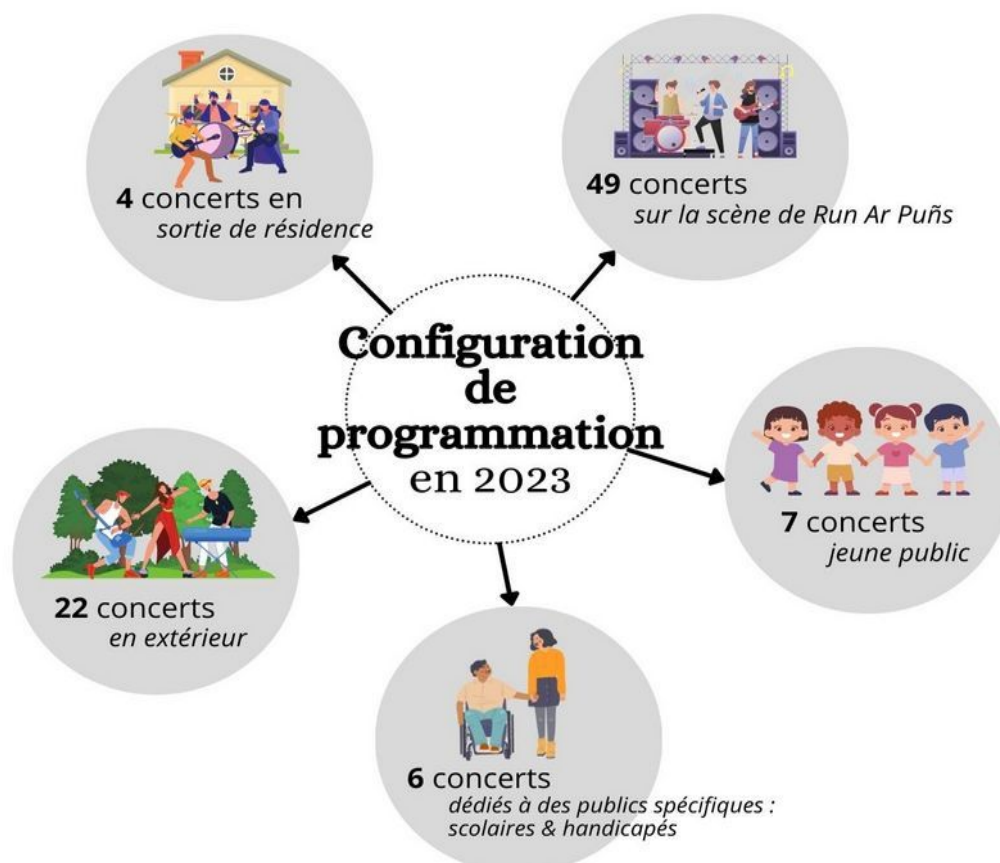 4 concerts en
sortie de résidence
49 concerts
sur la scène de Run Ar Puñs
Configuration
de
programmation
en 2023
7 concerts
jeune public
22 concerts
en extérieur
6 concerts
dédiés à des publics spécifiques :
scolaires & handicapés